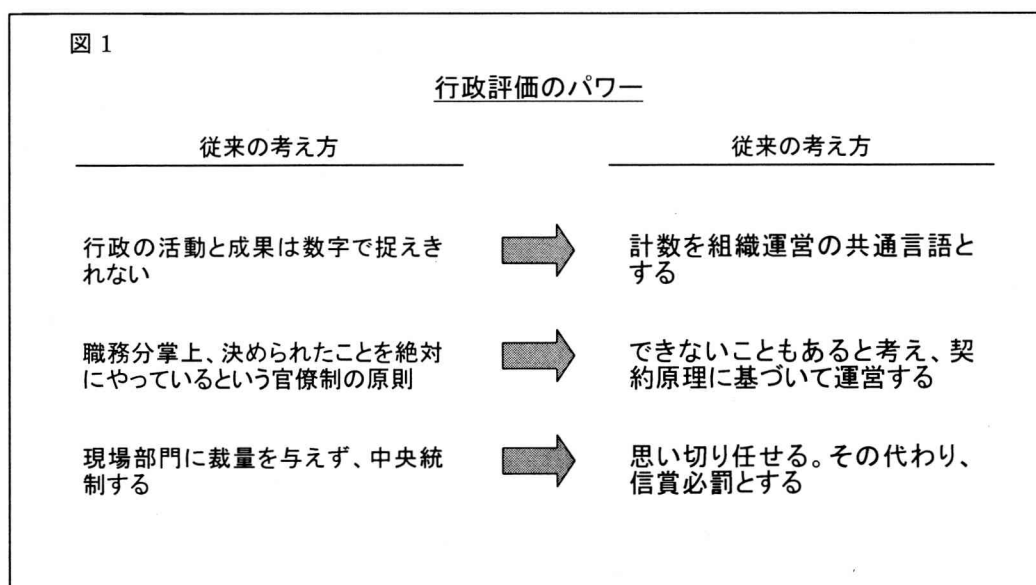 図 1
行政評価のパワー
従来の考え方
従来の考え方
行政の活動と成果は数字で捉えき
れない
計数を組織運営の共通言語と
する
職務分掌上、決められたことを絶対
にやっているという官僚制の原則
できないこともあると考え、契
約原理に基づいて運営する
現場部門に裁量を与えず、中央統
制する
思い切り任せる。その代わり、
信賞必罰とする